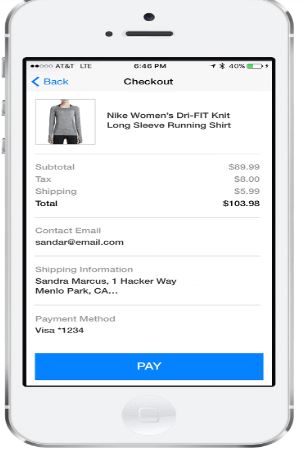 AT&T LTE 6:46 PM 40%
Back Checkout
Nike Women's Dri-FIT Knit
Long Sleeve Running Shirt
Subtotal $89.99
Tax $8.00
Shipping $5.99
Total $103.98
Contact Email
sandar@email.com
Shipping Information
Sandra Marcus, 1 Hacker Way
Menlo Park, CA...
Payment Method
Visa *1234
PAY